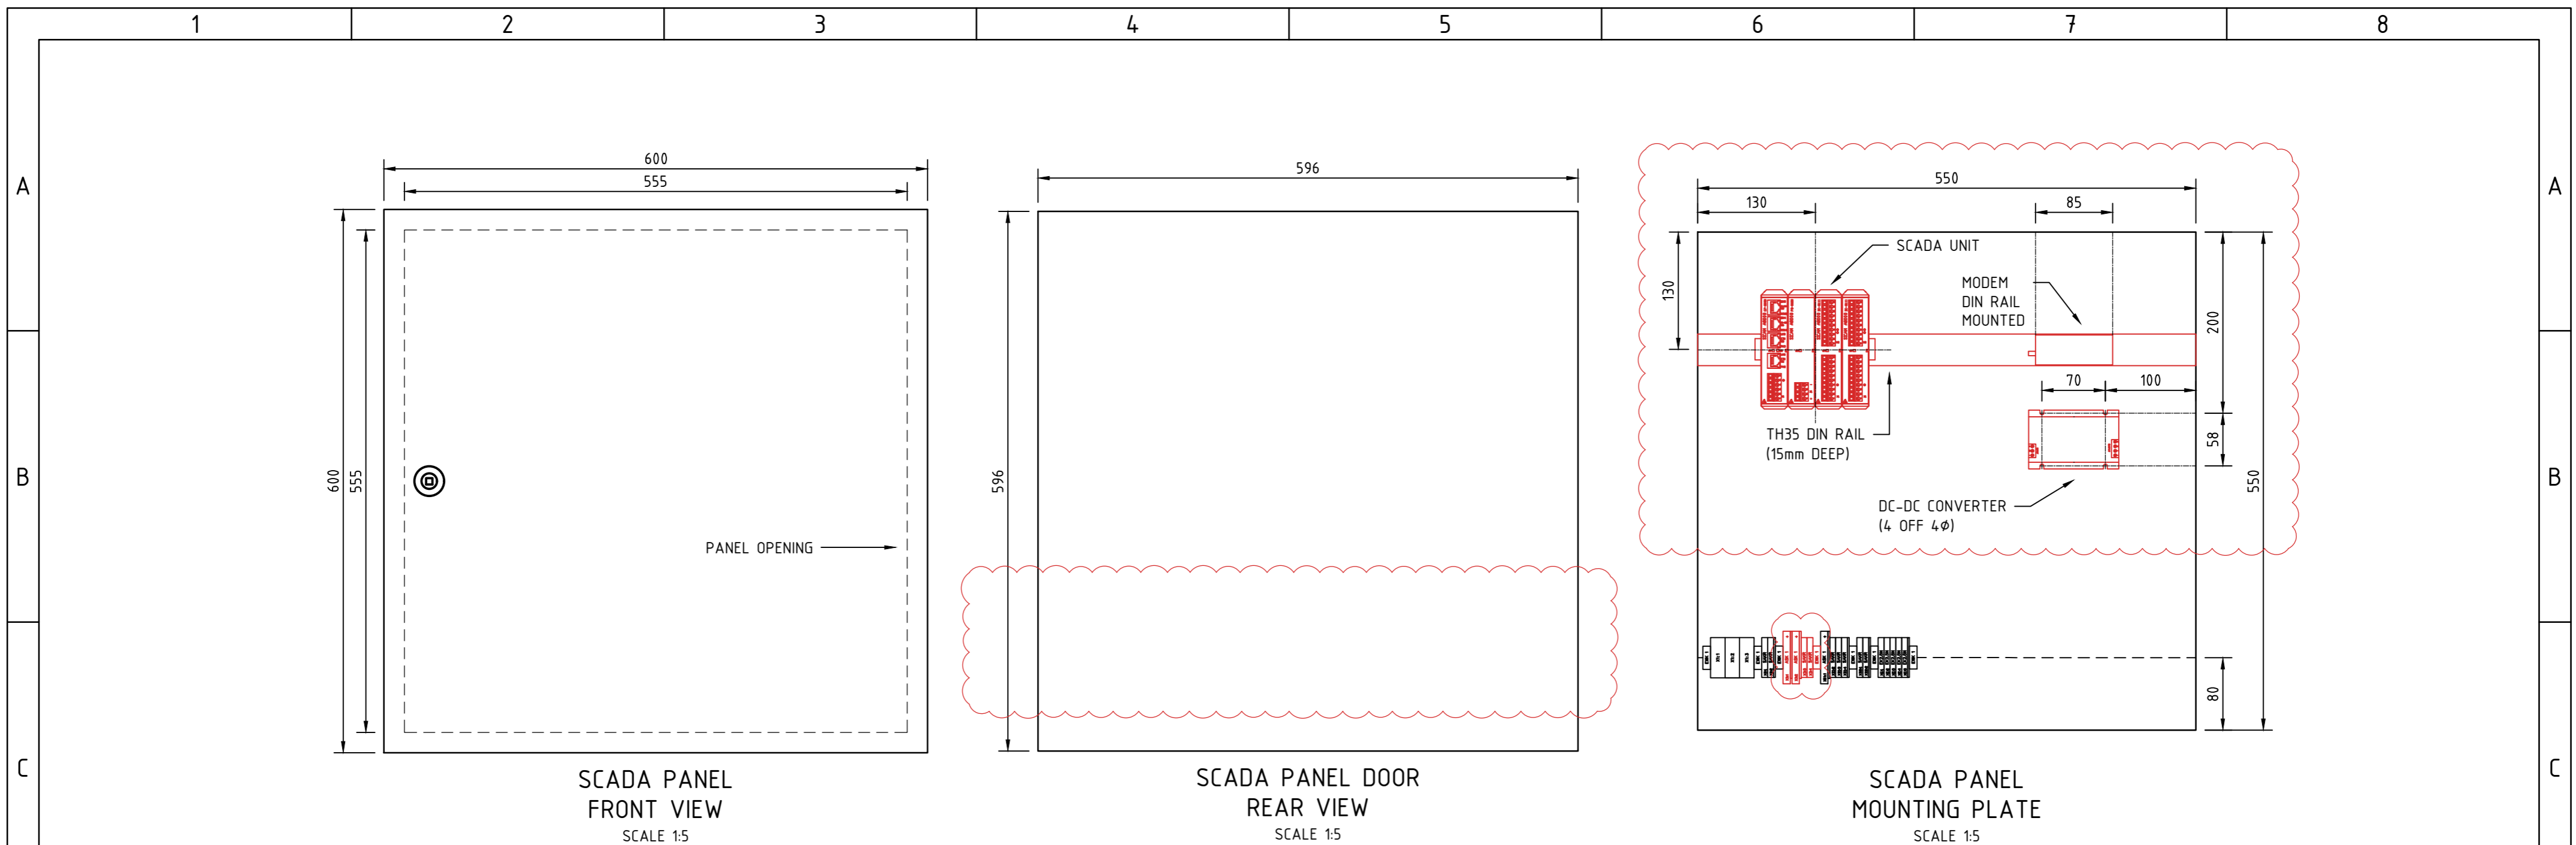 1 2 3 4 5 6 7 8
A A
B B
C C
600
555
600
555
PANEL OPENING
SCADA PANEL
FRONT VIEW
SCALE 1:5
596
596
SCADA PANEL DOOR
REAR VIEW
SCALE 1:5
550
130 85
SCADA UNIT
130
MODEM
DIN RAIL
MOUNTED
200
70 100
TH35 DIN RAIL
(15mm DEEP)
58
550
DC-DC CONVERTER
(4 OFF 4Ø)
80
SCADA PANEL
MOUNTING PLATE
SCALE 1:5